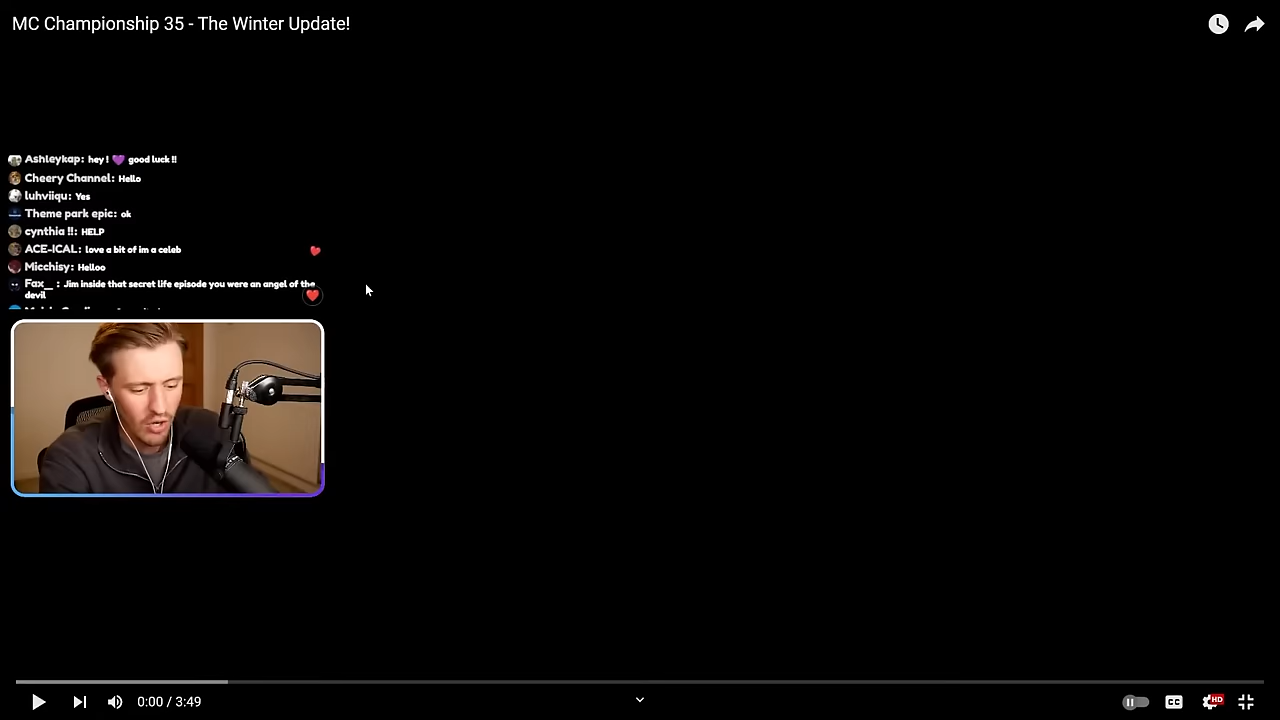 MC Championship 35 - The Winter Update!
Ashleykap: hey ! 💜 good luck !!
Cheery Channel: Hello
luhviiqu: Yes
Theme park epic: ok
cynthia !!: HELP
ACE-ICAL: love a bit of im a celeb
Micchisy: Helloo
Fax_ : Jim inside that secret life episode you were an angel of the
devil
0:00 / 3:49
CC
HD